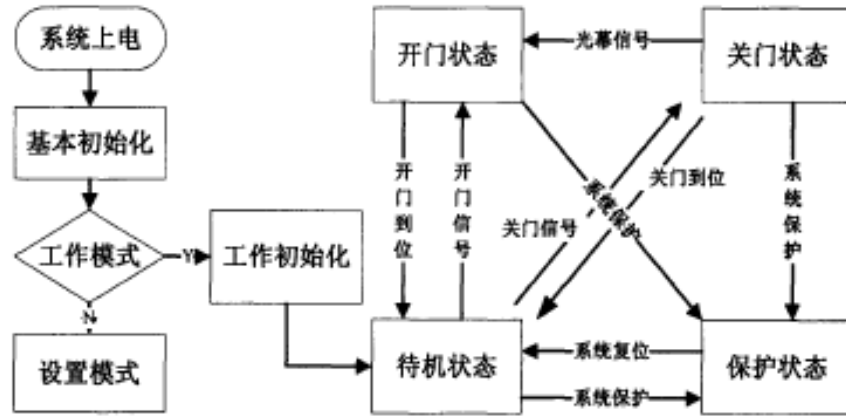 系统上电
基本初始化
工作模式
Y
N
设置模式
工作初始化
开门状态
光幕信号
关门状态
开门到位
开门信号
系统保护
关门信号
关门到位
系统保护
待机状态
系统复位
系统保护
保护状态